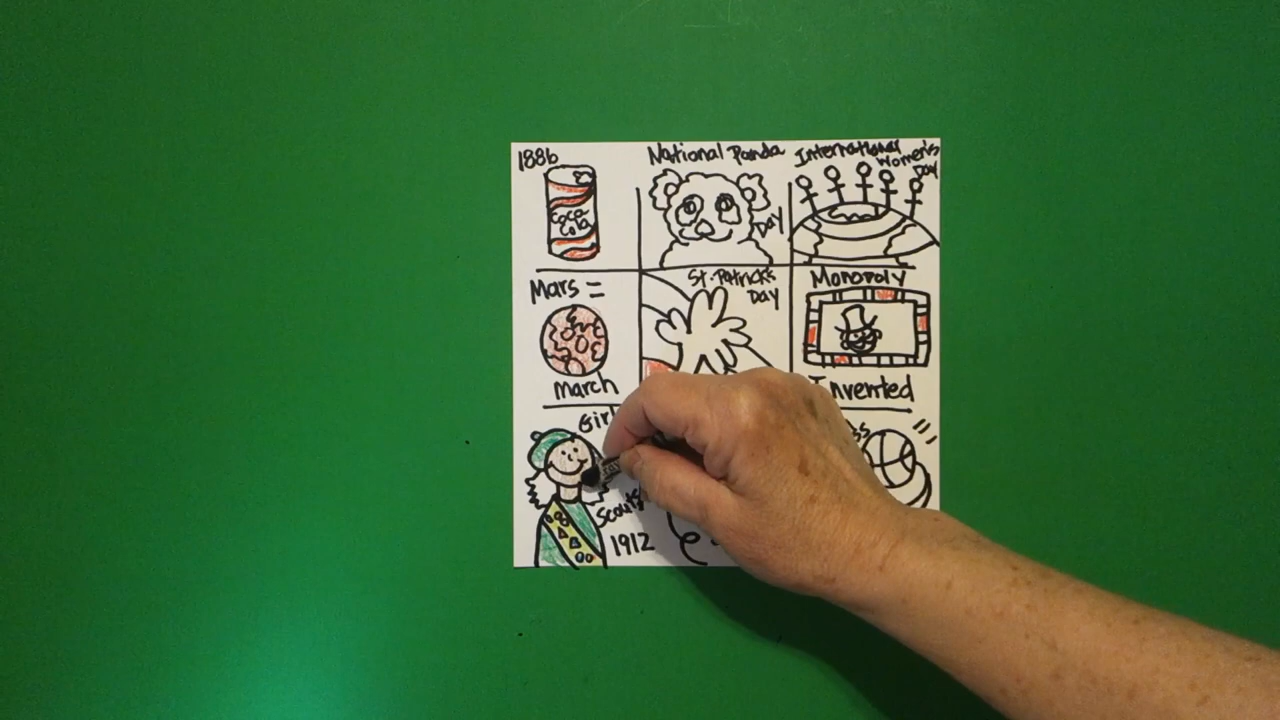 1886
Coca
Cola
National Panda
Day
International
Women's
Day
Mars =
March
St. Patrick's
Day
Monopoly
Invented
Girl
Scouts
1912